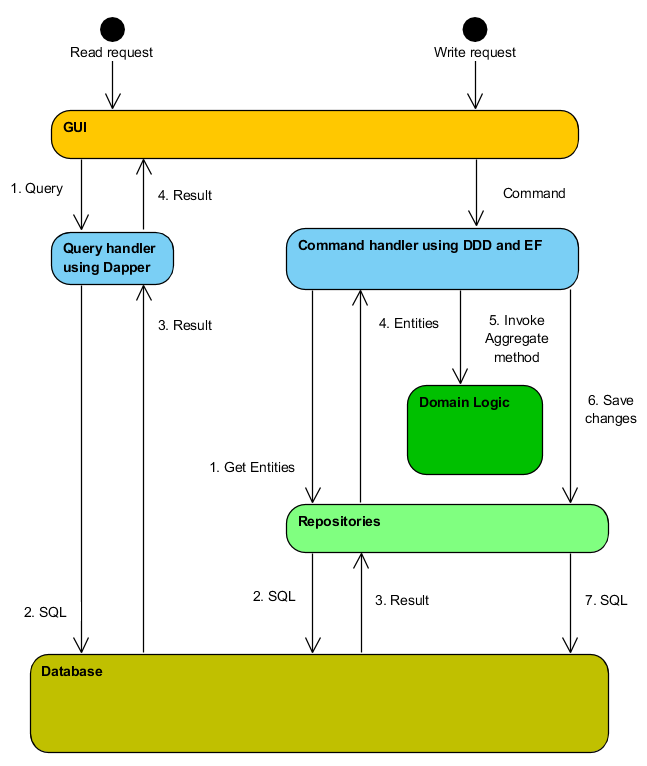 Read request
Write request
GUI
1. Query
4. Result
Command
Query handler
using Dapper
Command handler using DDD and EF
3. Result
4. Entities
5. Invoke
Aggregate
method
Domain Logic
6. Save
changes
1. Get Entities
Repositories
2. SQL
2. SQL
3. Result
7. SQL
Database